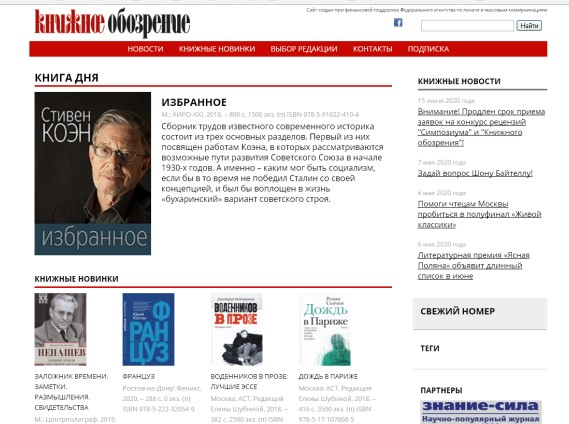 Сайт создан при финансовой поддержке Федерального агентства по печати и массовым коммуникациям
книжное обозрение
Найти
НОВОСТИ КНИЖНЫЕ НОВИНКИ ВЫБОР РЕДАКЦИИ КОНТАКТЫ ПОДПИСКА
КНИГА ДНЯ
Стивен
КОЭН
избранное
ИЗБРАННОЕ
М.: АИРО-XXI. 2018. – 800 с. 1500 экз. (п) ISBN 978-5-91022-410-4
Сборник трудов известного современного историка
состоит из трех основных разделов. Первый из них
посвящен работам Коэна, в которых рассматриваются
возможные пути развития Советского Союза в начале
1930-х годов. А именно – каким мог быть социализм,
если бы в то время не победил Сталин со своей
концепцией, и был бы воплощен в жизнь
«бухаринский» вариант советского строя.
КНИЖНЫЕ НОВИНКИ
НЕНАШЕВ
ФРАНЦУЗ
ВОДЕННИКОВ
В ПРОЗЕ
Роман
Сенчин
Дождь
в Париже
ЗАЛОЖНИК ВРЕМЕНИ.
ЗАМЕТКИ.
РАЗМЫШЛЕНИЯ.
СВИДЕТЕЛЬСТВА
М.: Центрполиграф. 2019.
ФРАНЦУЗ
Ростов-на-Дону: Феникс,
2020. – 288 с. 0 экз. (п)
ISBN 978-5-222-32054-9
ВОДЕННИКОВ В ПРОЗЕ:
ЛУЧШИЕ ЭССЕ
Москва: АСТ, Редакция
Елены Шубиной. 2018. –
382 с. 2500 экз. (п) ISBN
ДОЖДЬ В ПАРИЖЕ
Москва: АСТ, Редакция
Елены Шубиной, 2018. –
416 с. 3500 экз. (п) ISBN
978-5-17-107608-5
КНИЖНЫЕ НОВОСТИ
15 июня 2020 года
Внимание! Продлен срок приема
заявок на конкурс рецензий
"Симпозиума" и "Книжного
обозрения"!
7 мая 2020 года
Задай вопрос Шону Байтеллу!
6 мая 2020 года
Помоги чтецам Москвы
пробиться в полуфинал «Живой
классики»
6 мая 2020 года
Литературная премия «Ясная
Поляна» объявит длинный
список в июне
СВЕЖИЙ НОМЕР
ТЕГИ
ПАРТНЕРЫ
знание-сила
Научно-популярный журнал